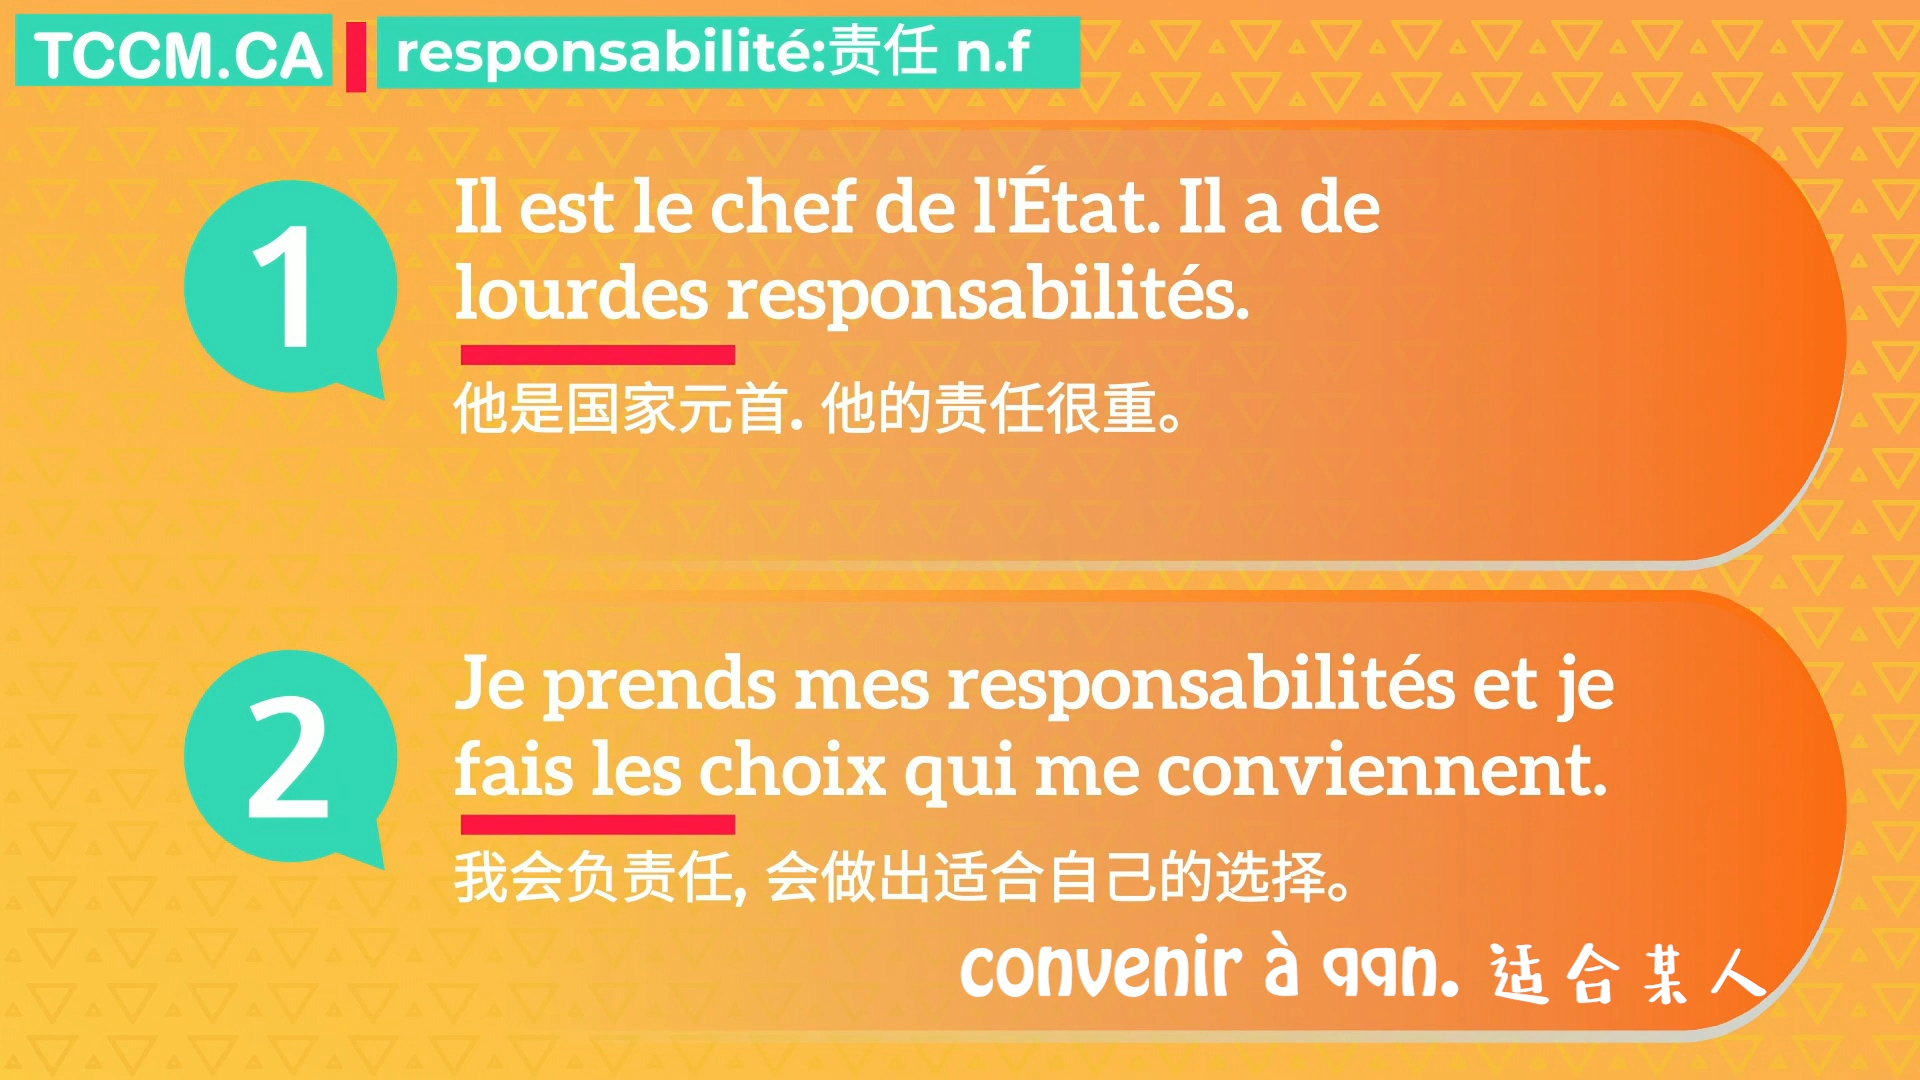 TCCM.CA
responsabilité:责任 n.f
1
Il est le chef de l'État. Il a de
lourdes responsabilités.
他是国家元首. 他的责任很重。
2
Je prends mes responsabilités et je
fais les choix qui me conviennent.
我会负责任, 会做出适合自己的选择。
convenir à qqn. 适合某人